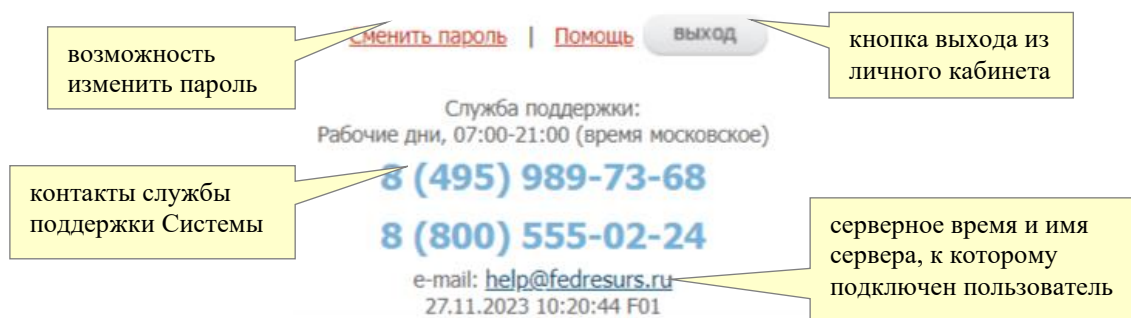 возможность
изменить пароль
Сменить пароль | Помощь выход
кнопка выхода из
личного кабинета
Служба поддержки:
Рабочие дни, 07:00-21:00 (время московское)
8 (495) 989-73-68
контакты службы
поддержки Системы
8 (800) 555-02-24
серверное время и имя
сервера, к которому
подключен пользователь
e-mail: help@fedresurs.ru
27.11.2023 10:20:44 F01